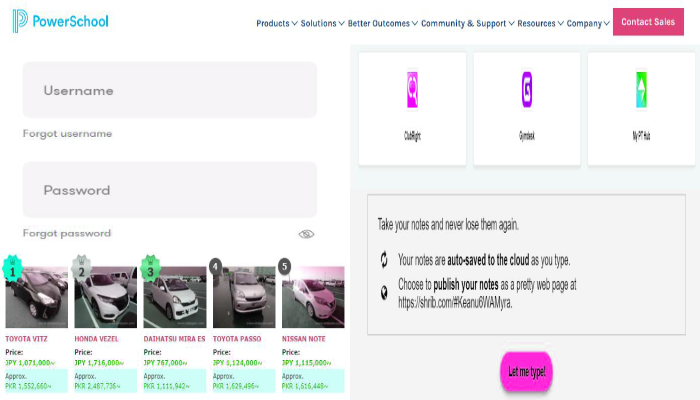 PowerSchool
Products Solutions Better Outcomes Community & Support Resources Company Contact Sales
Username
Forgot username
Password
Forgot password
1 2 3 4 5
TOYOTA VITZ HONDA VEZEL DAIHATSU MIRA ES TOYOTA PASSO NISSAN NOTE
Price: Price: Price: Price: Price:
JPY 1,071,000~ JPY 1,716,000~ JPY 767,000~ JPY 1,124,000~ JPY 1,115,000~
Approx. Approx. Approx. Approx. Approx.
PKR 1,552,660~ PKR 2,487,736~ PKR 1,111,942~ PKR 1,629,496~ PKR 1,616,448~
ClubRight Gymdesk My PT Hub
Take your notes and never lose them again.
Your notes are auto-saved to the cloud as you type.
Choose to publish your notes as a pretty web page at
https://shrib.com/#Keanu6WAMyra.
Let me type!